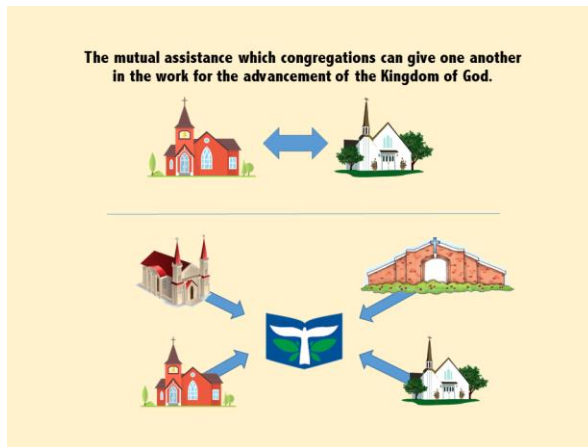 The mutual assistance which congregations can give one another
in the work for the advancement of the Kingdom of God.